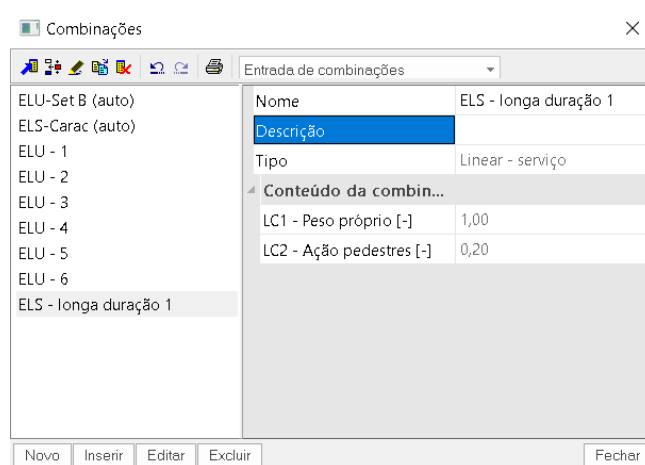 Combinações
Entrada de combinações
ELU-Set B (auto)
ELS-Carac (auto)
ELU - 1
ELU - 2
ELU - 3
ELU - 4
ELU - 5
ELU - 6
ELS - longa duração 1
Nome ELS - longa duração 1
Descrição
Tipo Linear - serviço
Conteúdo da combin...
LC1 - Peso próprio [-] 1,00
LC2 - Ação pedestres [-] 0,20
Novo Inserir Editar Excluir Fechar